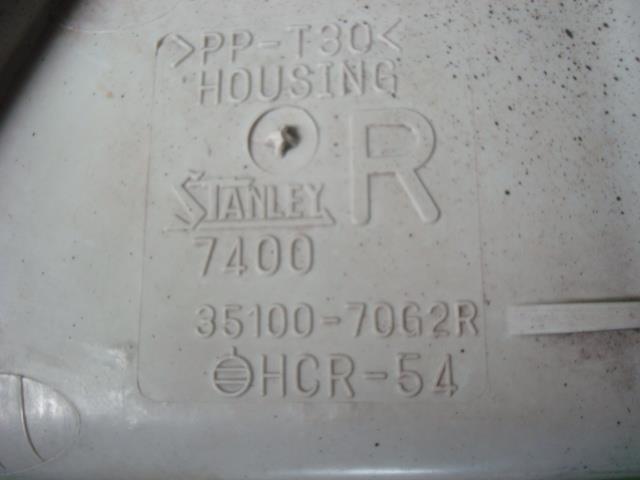 >PP-T30<
HOUSING
R
STANLEY
7400
35100-70G2R
HCR-54